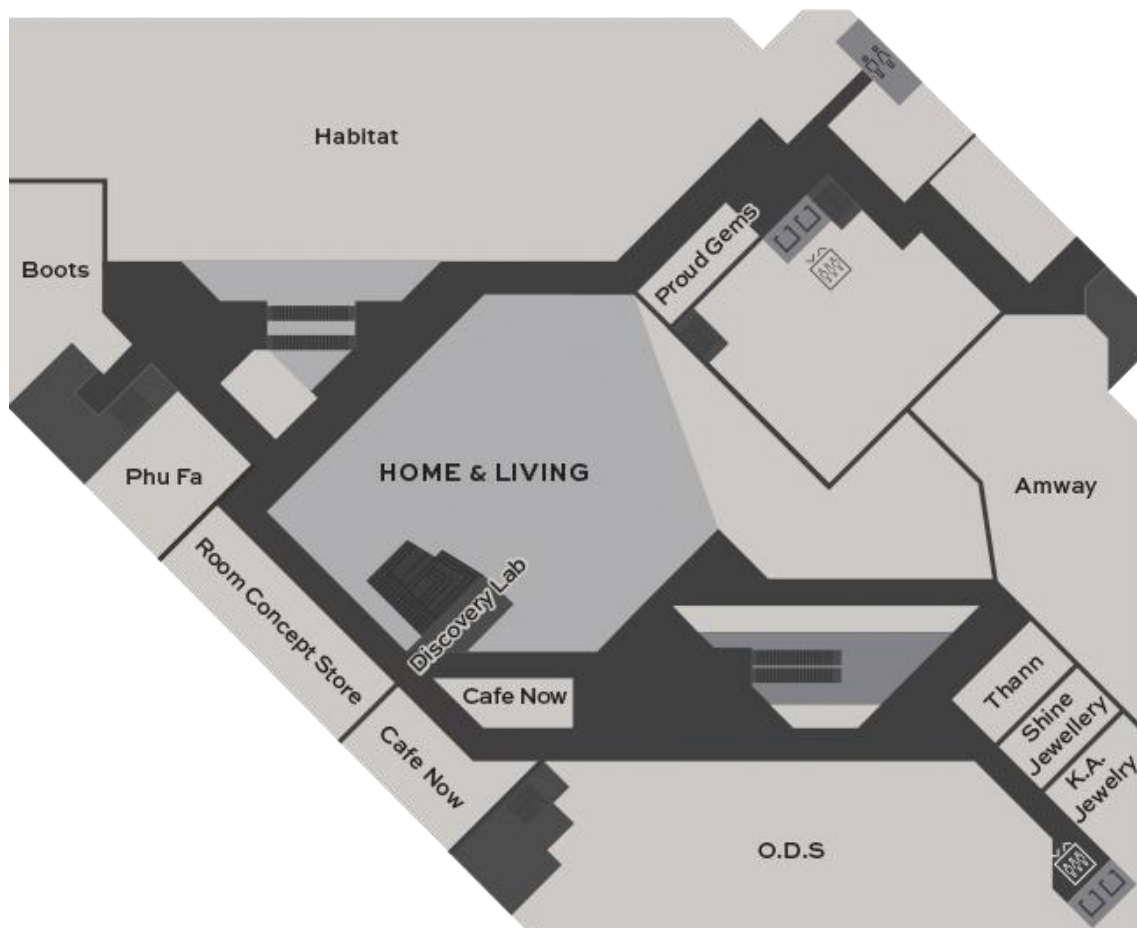 Habitat
Proud Gems
Boots
HOME & LIVING
Phu Fa
Amway
Room Concept Store
Discovery Lab
Thann
Cafe Now
Shine
Jewellery
Cafe Now
K.A.
Jewelry
O.D.S